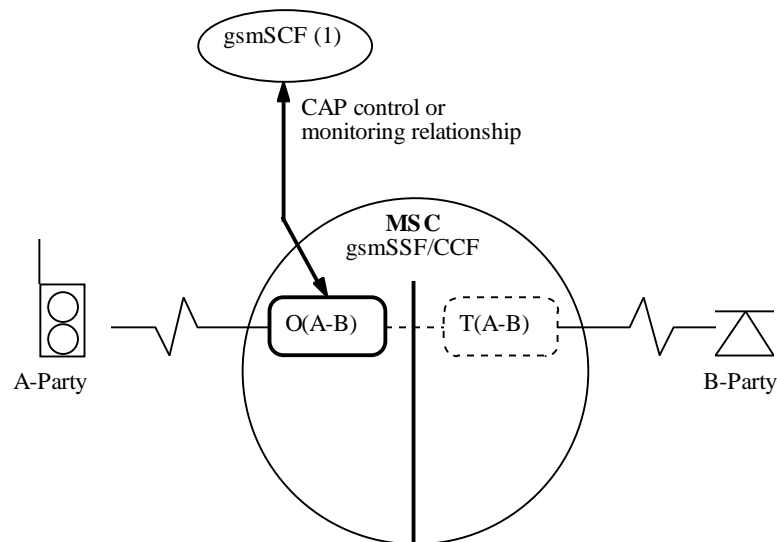 gsmSCF (1)
CAP control or
monitoring relationship
MSC
gsmSSF/CCF
O(A-B)
T(A-B)
A-Party
B-Party